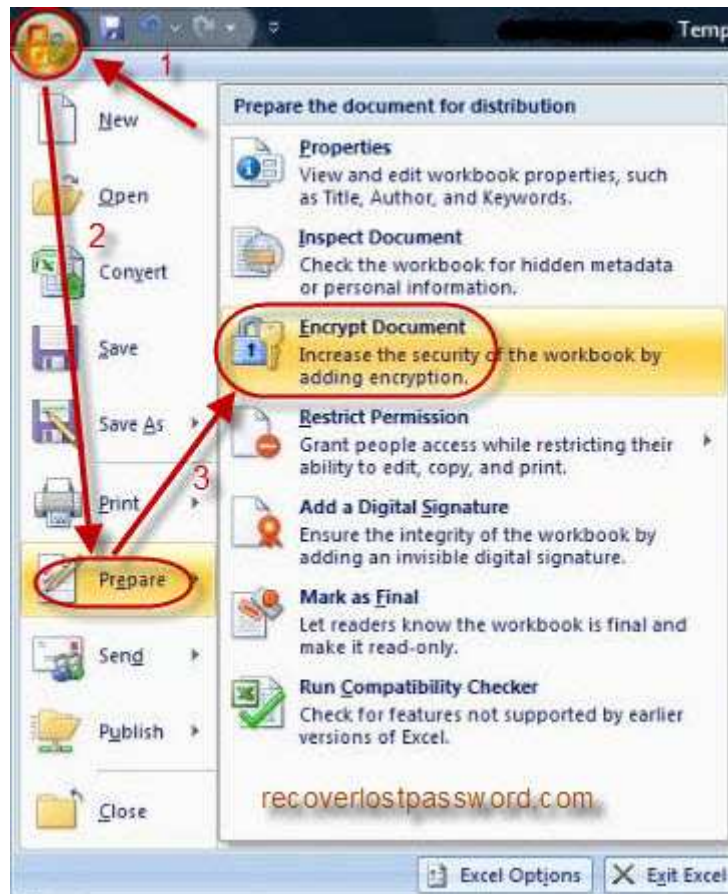 Temp
1
New
Open
2
Convert
Save
Save As
3
Print
Prepare
Send
Publish
Close
Prepare the document for distribution
Properties
View and edit workbook properties, such
as Title, Author, and Keywords.
Inspect Document
Check the workbook for hidden metadata
or personal information.
Encrypt Document
Increase the security of the workbook by
adding encryption.
Restrict Permission
Grant people access while restricting their
ability to edit, copy, and print.
Add a Digital Signature
Ensure the integrity of the workbook by
adding an invisible digital signature.
Mark as Final
Let readers know the workbook is final and
make it read-only.
Run Compatibility Checker
Check for features not supported by earlier
versions of Excel.
recoverlostpassword.com
Excel Options
Exit Excel